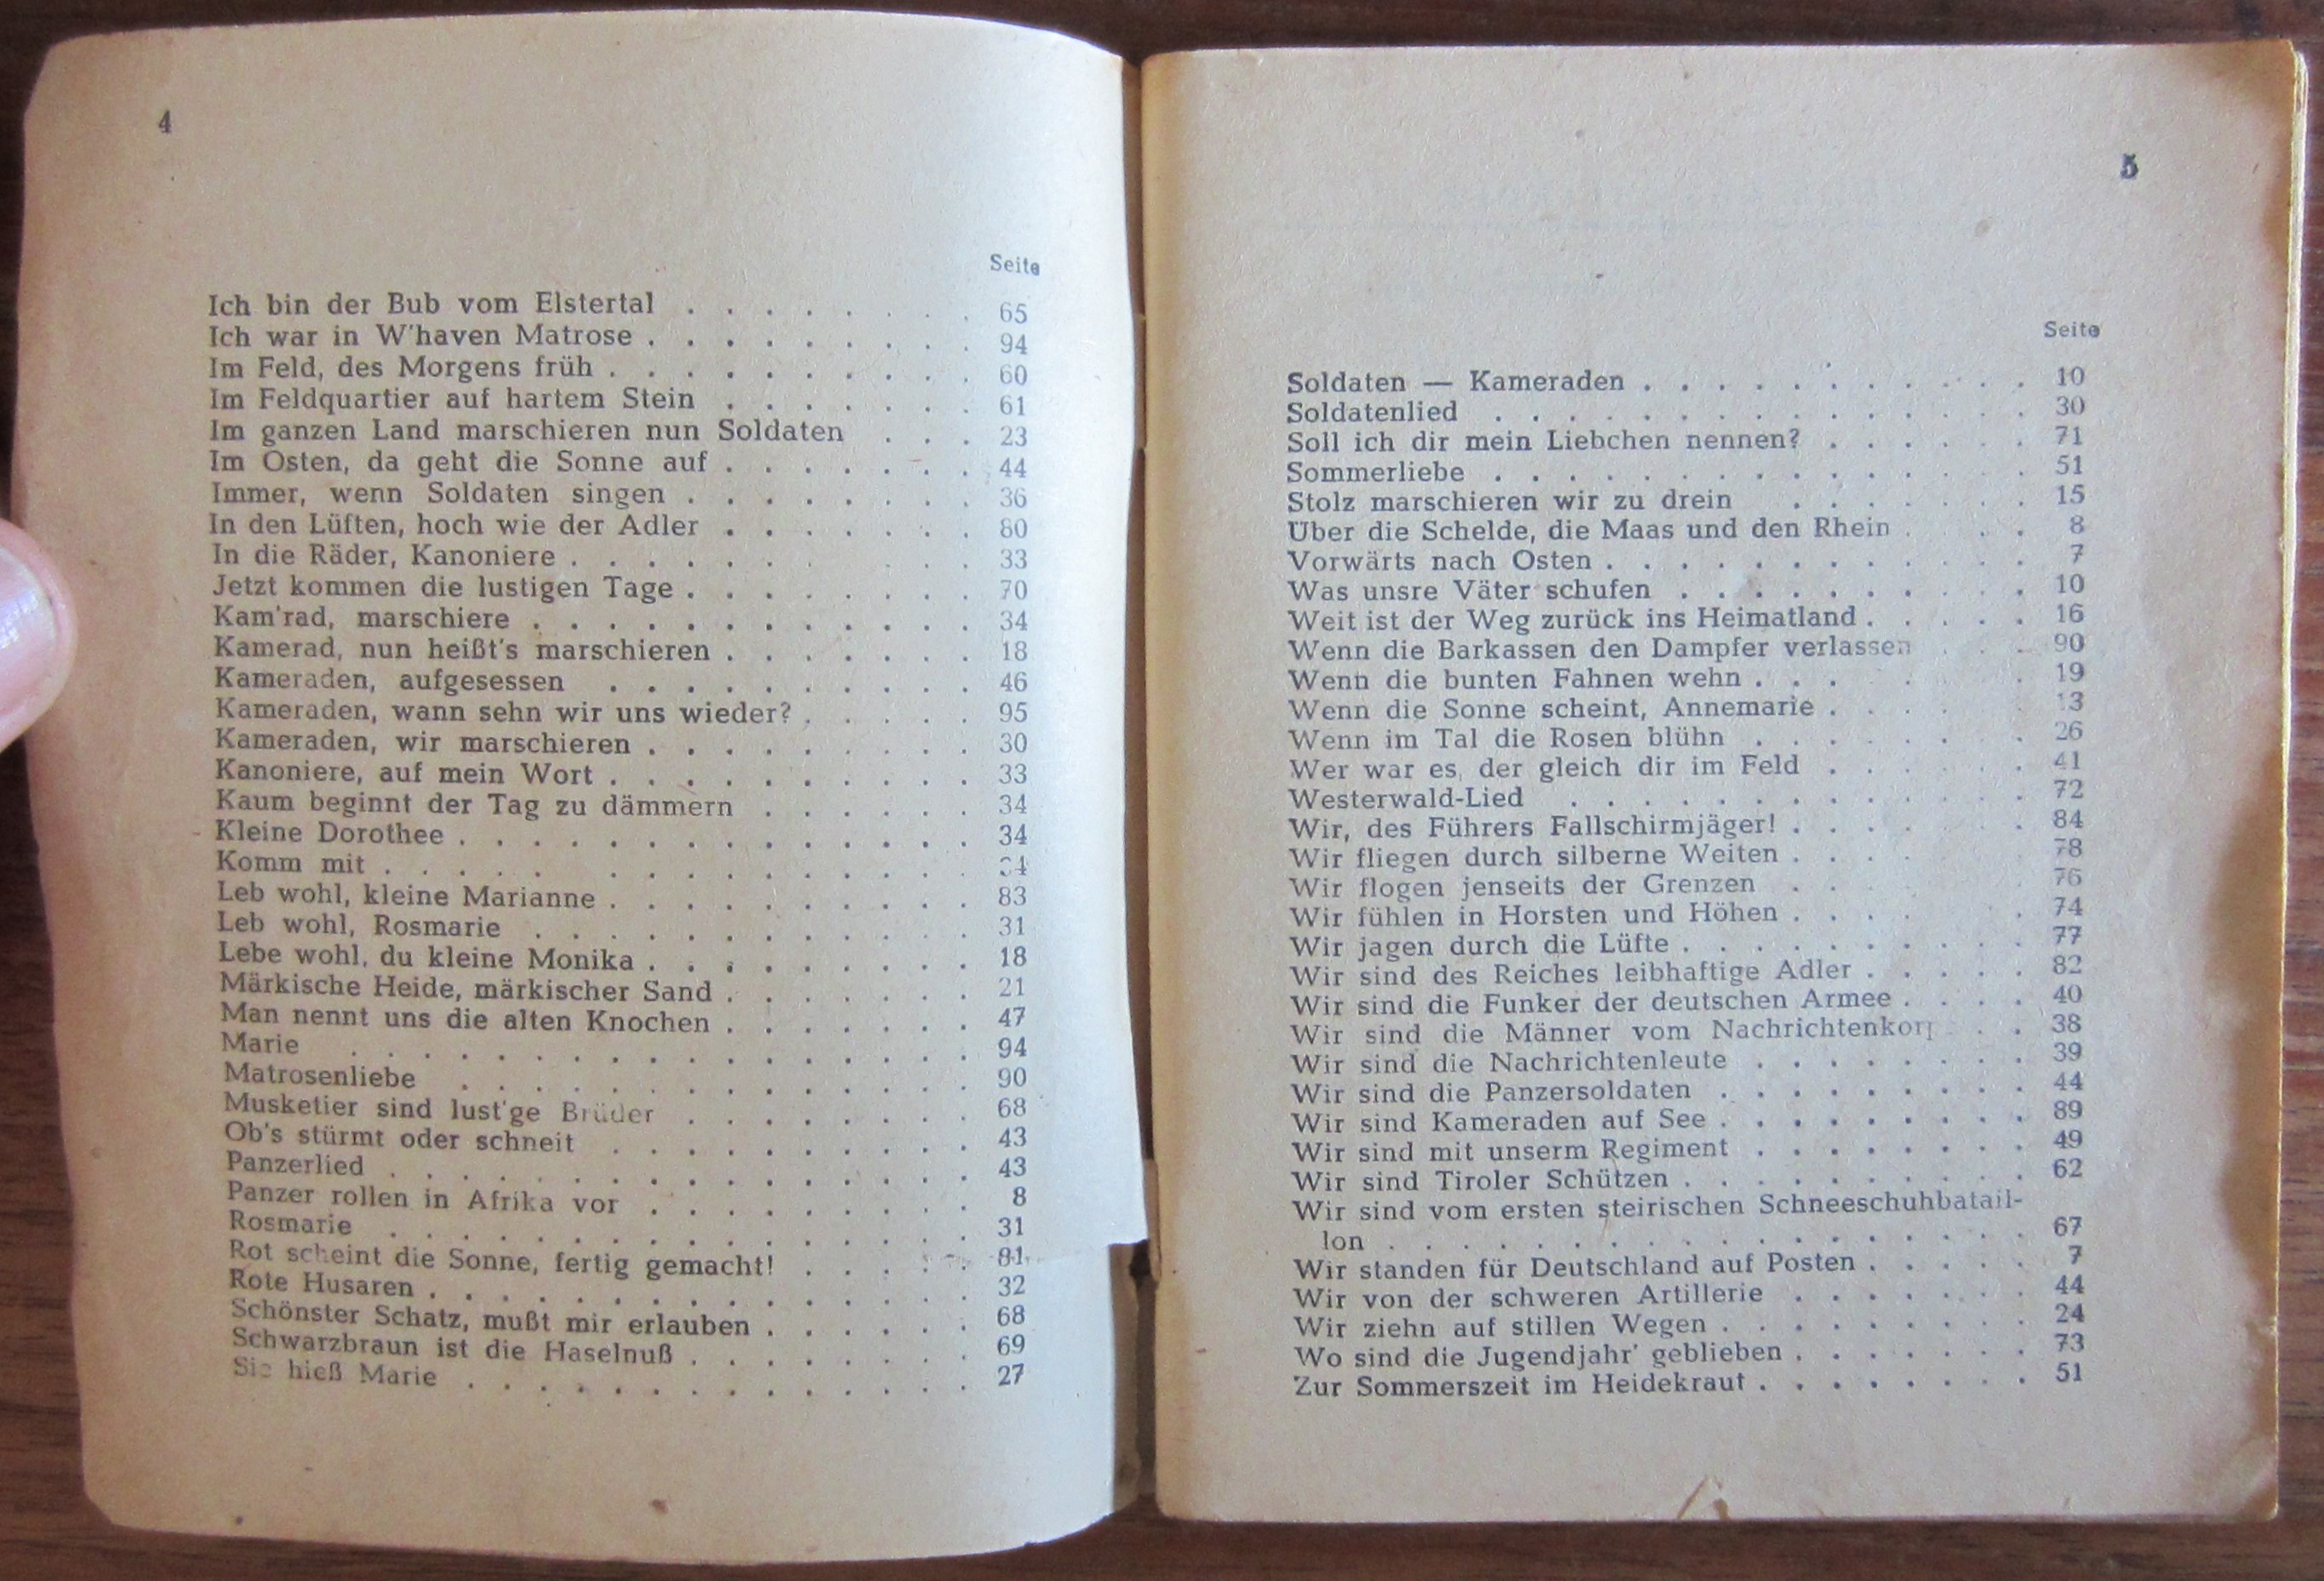 4
Seite
Ich bin der Bub vom Elstertal . . . . . . . . 65
Ich war in W'haven Matrose . . . . . . . . . 94
Im Feld, des Morgens früh . . . . . . . . . . 60
Im Feldquartier auf hartem Stein . . . . . . . 61
Im ganzen Land marschieren nun Soldaten . . . 23
Im Osten, da geht die Sonne auf . . . . . . . 44
Immer, wenn Soldaten singen . . . . . . . . 36
In den Lüften, hoch wie der Adler . . . . . . . 80
In die Räder, Kanoniere . . . . . . . . . . 33
Jetzt kommen die lustigen Tage . . . . . . . . 70
Kam'rad, marschiere . . . . . . . . . . . . 34
Kamerad, nun heißt's marschieren . . . . . . . 18
Kameraden, aufgesessen . . . . . . . . . . 46
Kameraden, wann sehn wir uns wieder? . . . . . 95
Kameraden, wir marschieren . . . . . . . . . 30
Kanoniere, auf mein Wort . . . . . . . . . . 33
Kaum beginnt der Tag zu dämmern . . . . . . 34
Kleine Dorothee . . . . . . . . . . . . . . 34
Komm mit . . . . . . . . . . . . . . .
Leb wohl, kleine Marianne . . . . . . . . . . 83
Leb wohl, Rosmarie . . . . . . . . . . . . 31
Lebe wohl, du kleine Monika . . . . . . . . . 18
Märkische Heide, märkischer Sand . . . . . . . 21
Man nennt uns die alten Knochen . . . . . . . 47
Marie . . . . . . . . . . . . . . . . . 94
Matrosenliebe . . . . . . . . . . . . . . 90
Musketier sind lust'ge Brüder . . . . . . . . 68
Ob's stürmt oder schneit . . . . . . . . . . 43
Panzerlied . . . . . . . . . . . . . . . . 43
Panzer rollen in Afrika vor . . . . . . . . . 8
Rosmarie . . . . . . . . . . . . . . . . 31
Rot scheint die Sonne, fertig gemacht! . . . . . 81
Rote Husaren . . . . . . . . . . . . . . . 32
Schönster Schatz, mußt mir erlauben . . . . . . 68
Schwarzbraun ist die Haselnuß . . . . . . . . 69
Sie hieß Marie . . . . . . . . . . . . . . 27
5
Seite
Soldaten — Kameraden . . . . . . . . . . . 10
Soldatenlied . . . . . . . . . . . . . . . 30
Soll ich dir mein Liebchen nennen? . . . . . . 71
Sommerliebe . . . . . . . . . . . . . . . 51
Stolz marschieren wir zu drein . . . . . . . 15
Über die Schelde, die Maas und den Rhein . . . . 8
Vorwärts nach Osten . . . . . . . . . . . . 7
Was unsre Väter schufen . . . . . . . . . . 10
Weit ist der Weg zurück ins Heimatland . . . . . 16
Wenn die Barkassen den Dampfer verlassen . . . 90
Wenn die bunten Fahnen wehn . . . . . 19
Wenn die Sonne scheint, Annemarie . . . . 13
Wenn im Tal die Rosen blühn . . . . . . . . 26
Wer war es, der gleich dir im Feld . . . . . . 41
Westerwald-Lied . . . . . . . . . . . . . 72
Wir, des Führers Fallschirmjäger! . . . . . . . 84
Wir fliegen durch silberne Weiten . . . . 78
Wir flogen jenseits der Grenzen . . . . 76
Wir fühlen in Horsten und Höhen . . . . . 74
Wir jagen durch die Lüfte . . . . . . . . . . 77
Wir sind des Reiches leibhaftige Adler . . . . . 82
Wir sind die Funker der deutschen Armee . . . . 40
Wir sind die Männer vom Nachrichtenkorp . . 38
Wir sind die Nachrichtenleute . . . . . . . . 39
Wir sind die Panzersoldaten . . . . . . . . . 44
Wir sind Kameraden auf See . . . . . . . . . 89
Wir sind mit unserm Regiment . . . . . . . . 49
Wir sind Tiroler Schützen . . . . . . . . . . 62
Wir sind vom ersten steirischen Schneeschuhbatail-
lon . . . . . . . . . . . . . . . . . . 67
Wir standen für Deutschland auf Posten . . . . . 7
Wir von der schweren Artillerie . . . . . . . 44
Wir ziehn auf stillen Wegen . . . . . . . . . 24
Wo sind die Jugendjahr' geblieben . . . . . . . 73
Zur Sommerszeit im Heidekraut . . . . . . . . 51